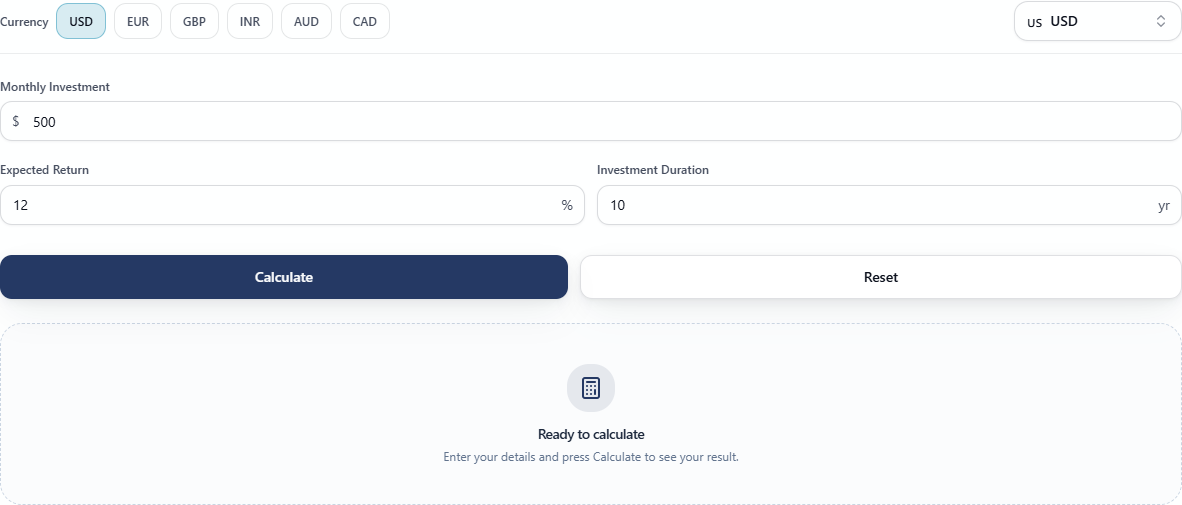 Currency USD EUR GBP INR AUD CAD us USD
Monthly Investment
$ 500
Expected Return Investment Duration
12 % 10 yr
Calculate Reset
Ready to calculate
Enter your details and press Calculate to see your result.